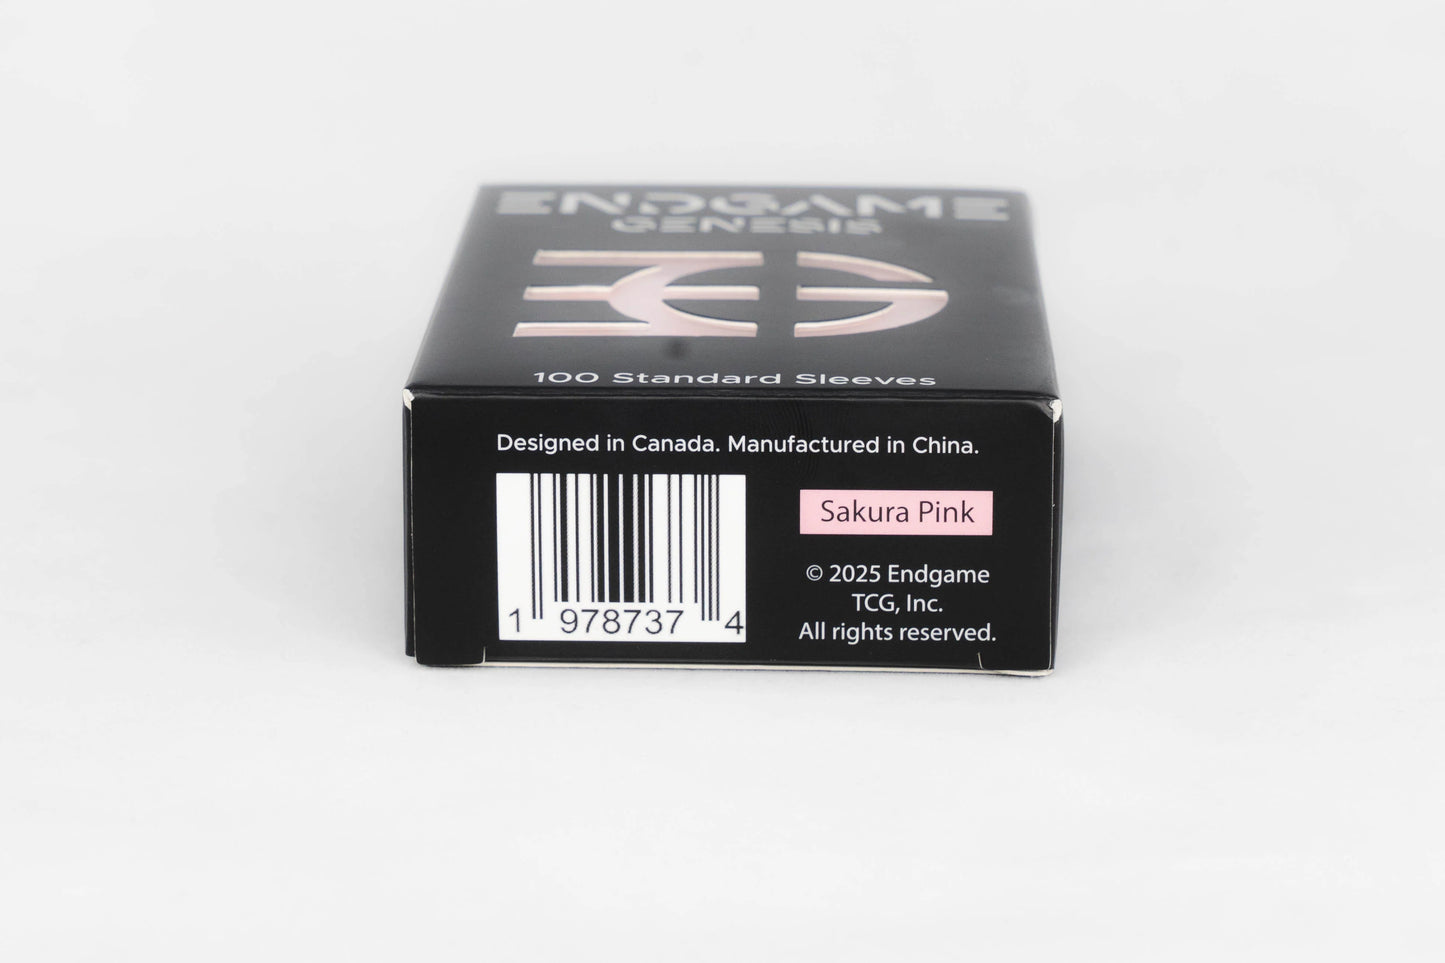 ENDGAME
GENESIS
100 Standard Sleeves
Designed in Canada. Manufactured in China.
1 978737 4
Sakura Pink
© 2025 Endgame
TCG, Inc.
All rights reserved.